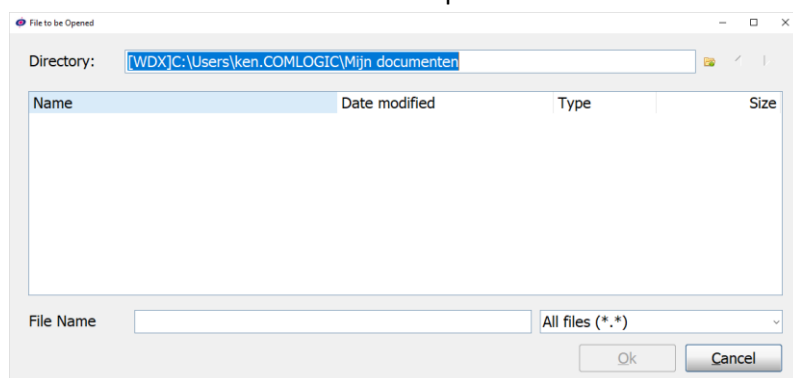 File to be Opened
Directory: [WDX]C:\Users\ken.COMLOGIC\Mijn documenten
Name Date modified Type Size
File Name All files (*.*)
Ok Cancel